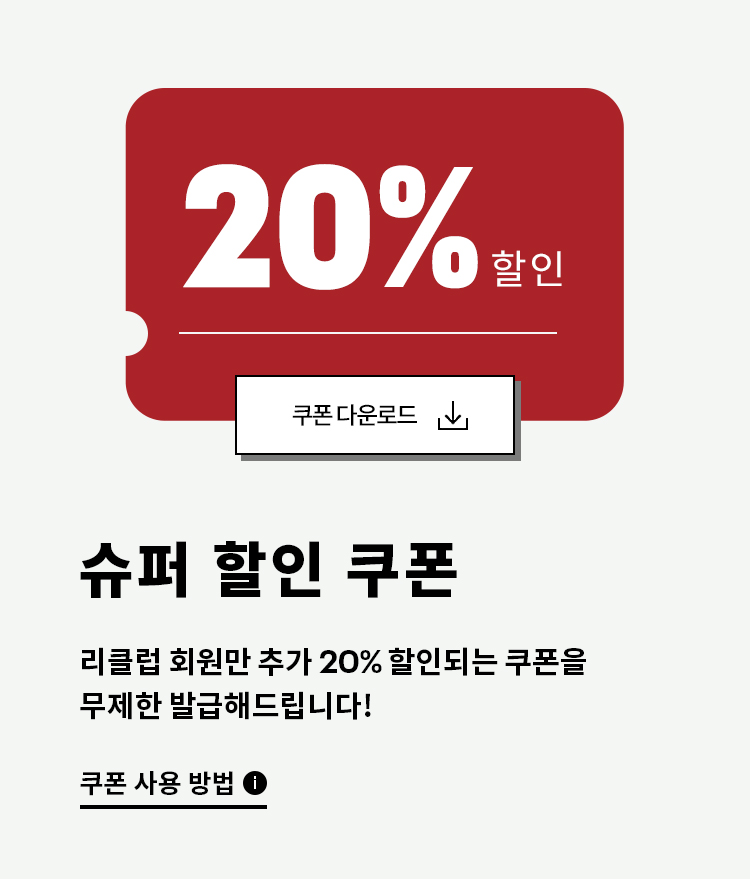 20% 할인
쿠폰 다운로드
슈퍼 할인 쿠폰
리클럽 회원만 추가 20% 할인되는 쿠폰을
무제한 발급해드립니다!
쿠폰 사용 방법 i